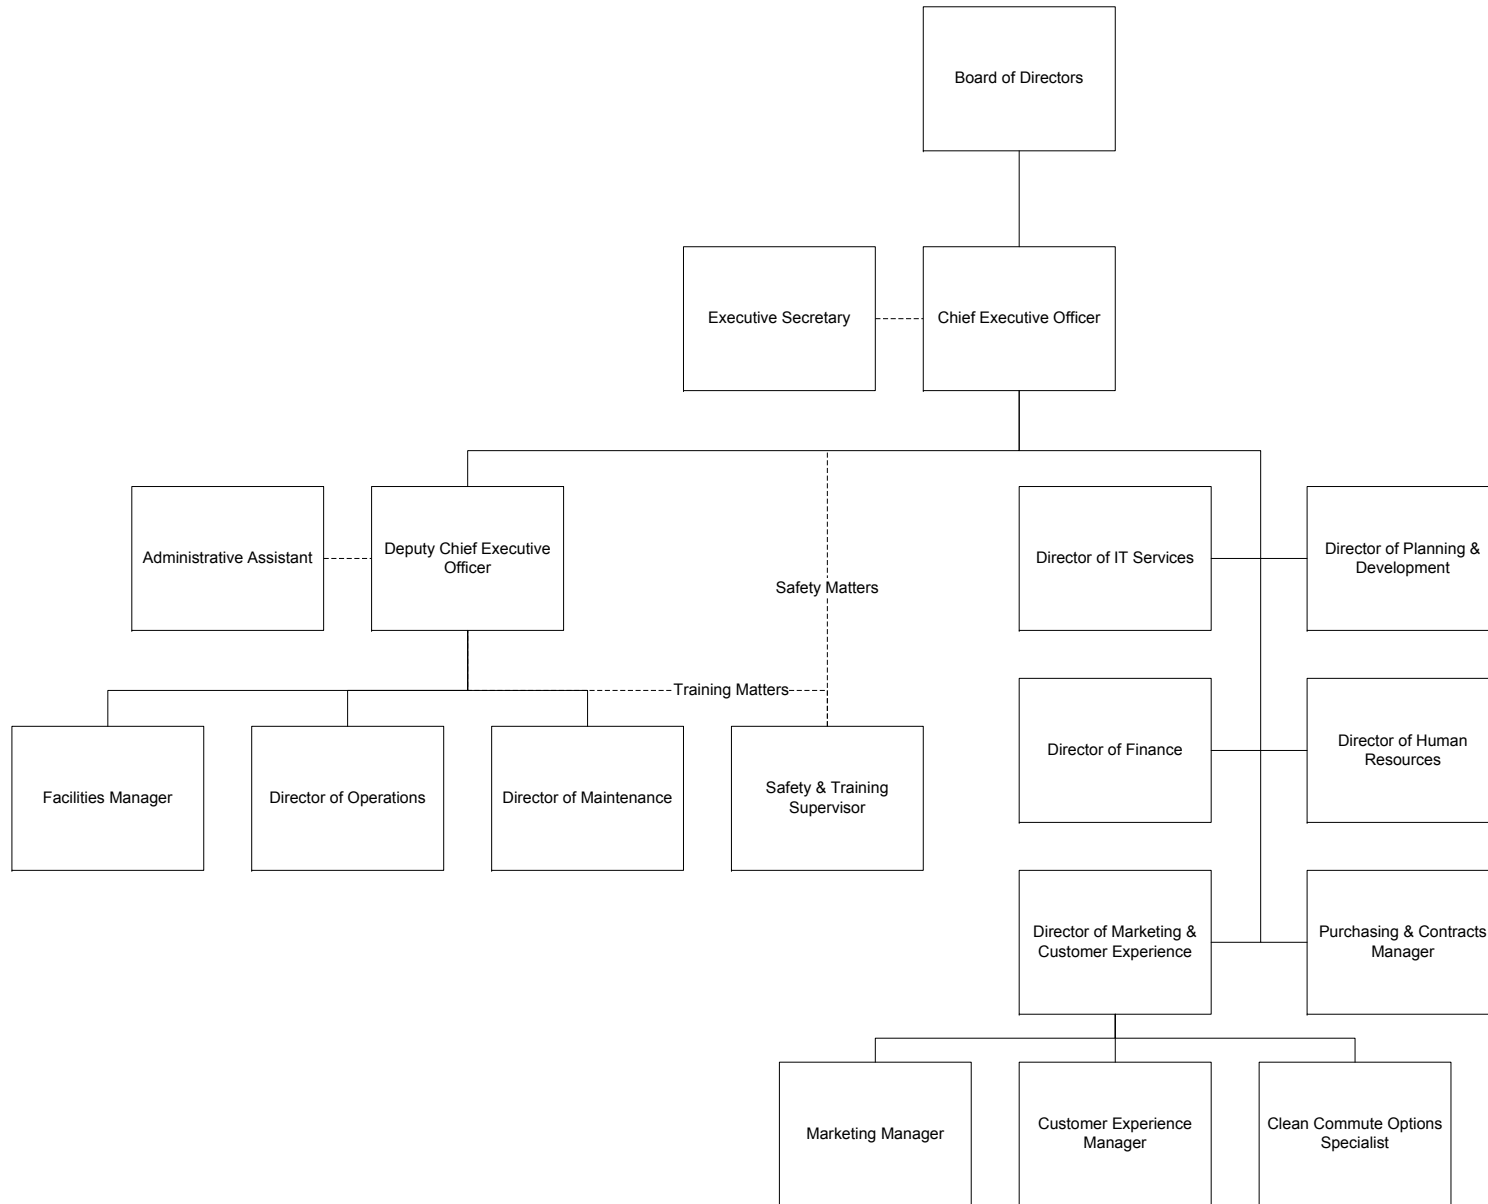 Board of Directors
Executive Secretary
Chief Executive Officer
Administrative Assistant
Deputy Chief Executive
Officer
Safety Matters
Director of IT Services
Director of Planning &
Development
Training Matters
Facilities Manager
Director of Operations
Director of Maintenance
Safety & Training
Supervisor
Director of Finance
Director of Human
Resources
Director of Marketing &
Customer Experience
Purchasing & Contracts
Manager
Marketing Manager
Customer Experience
Manager
Clean Commute Options
Specialist